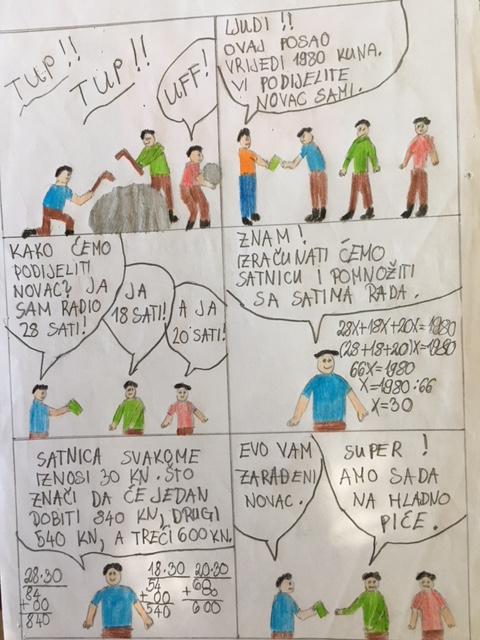 TUP!!
TUP!!
UFF!
LJUDI !!
OVAJ POSAO
VRIJEDI 1980 KUNA.
VI PODIJELITE
NOVAC SAMI.
KAKO ĆEMO
PODIJELITI
NOVAC? JA
SAM RADIO
28 SATI!
JA
18 SATI!
A JA
20 SATI!
ZNAM!
IZRAČUNATI ĆEMO
SATNICU I POMNOŽITI
SA SATIMA RADA.
28X+18X+20X=1980
(28+18+20)X=1980
66X=1980
X=1980:66
X=30
SATNICA SVAKOME
IZNOSI 30 KN. ŠTO
ZNAČI DA ĆE JEDAN
DOBITI 840 KN, DRUGI
540 KN, A TREĆI 600 KN.
28·30
84
+00
840
18·30
54
+00
540
20·30
60
+ 0
600
EVO VAM
ZARAĐENI
NOVAC.
SUPER !
AMO SADA
NA HLADNO
PIĆE.